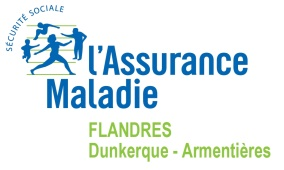 SÉCURITÉ SOCIALE
l'Assurance
Maladie
FLANDRES
Dunkerque - Armentières